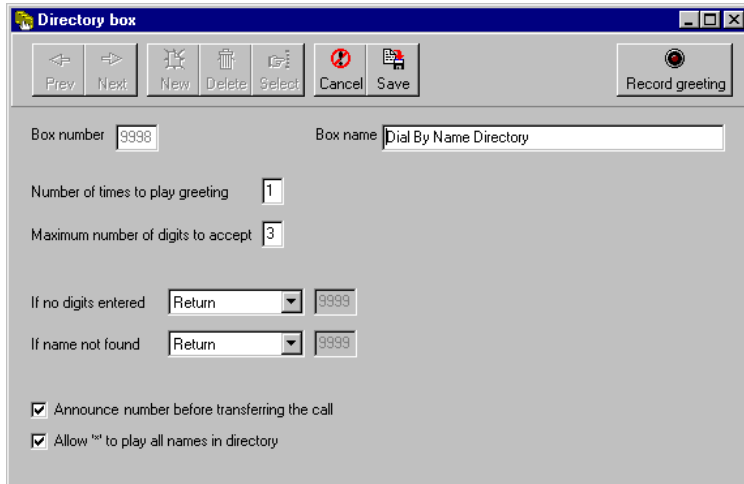 Directory box
Prev Next New Delete Select Cancel Save Record greeting
Box number 9998 Box name Dial By Name Directory
Number of times to play greeting 1
Maximum number of digits to accept 3
If no digits entered Return 9999
If name not found Return 9999
Announce number before transferring the call
Allow '*' to play all names in directory